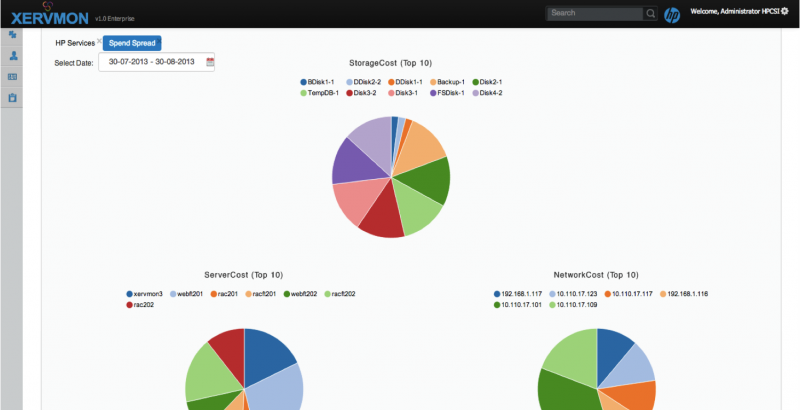 XERVMON v1.0 Enterprise
Search
hp
Welcome, Administrator HPCSI
HP Services
Spend Spread
Select Date: 30-07-2013 - 30-08-2013
StorageCost (Top 10)
BDisk1-1 DDisk2-2 DDisk1-1 Backup-1 Disk2-1
TempDB-1 Disk3-2 Disk3-1 FSDisk-1 Disk4-2
ServerCost (Top 10)
xervmon3 webft201 rac201 racft201 webft202 racft202
rac202
NetworkCost (Top 10)
192.168.1.117 10.110.17.123 10.110.17.117 192.168.1.116
10.110.17.101 10.110.17.109